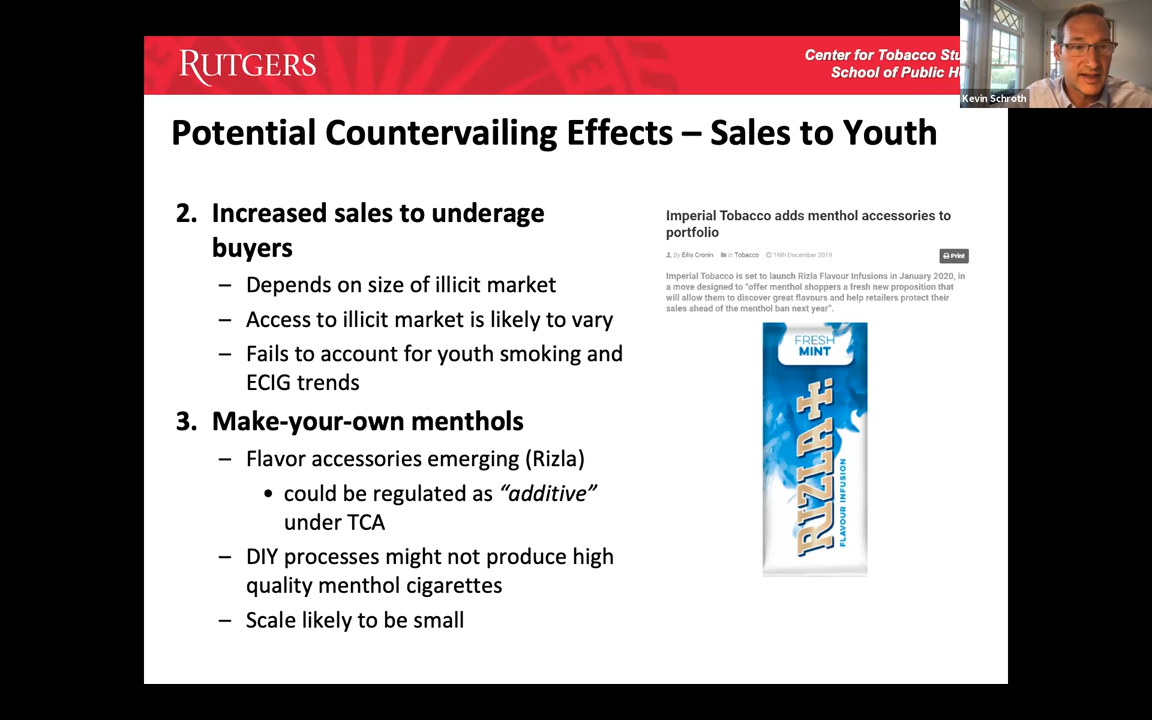 RUTGERS
Center for Tobacco Stu
School of Public H
Kevin Schroth
Potential Countervailing Effects – Sales to Youth
2. Increased sales to underage
buyers
– Depends on size of illicit market
– Access to illicit market is likely to vary
– Fails to account for youth smoking and
ECIG trends
3. Make-your-own menthols
– Flavor accessories emerging (Rizla)
• could be regulated as “additive”
under TCA
– DIY processes might not produce high
quality menthol cigarettes
– Scale likely to be small
Imperial Tobacco adds menthol accessories to
portfolio
By Eilis Cronin in Tobacco 16th December 2019
Print
Imperial Tobacco is set to launch Rizla Flavour Infusions in January 2020, in
a move designed to “offer menthol shoppers a fresh new proposition that
will allow them to discover great flavours and help retailers protect their
sales ahead of the menthol ban next year”.
FRESH
MINT
RIZLA+.
FLAVOUR INFUSION